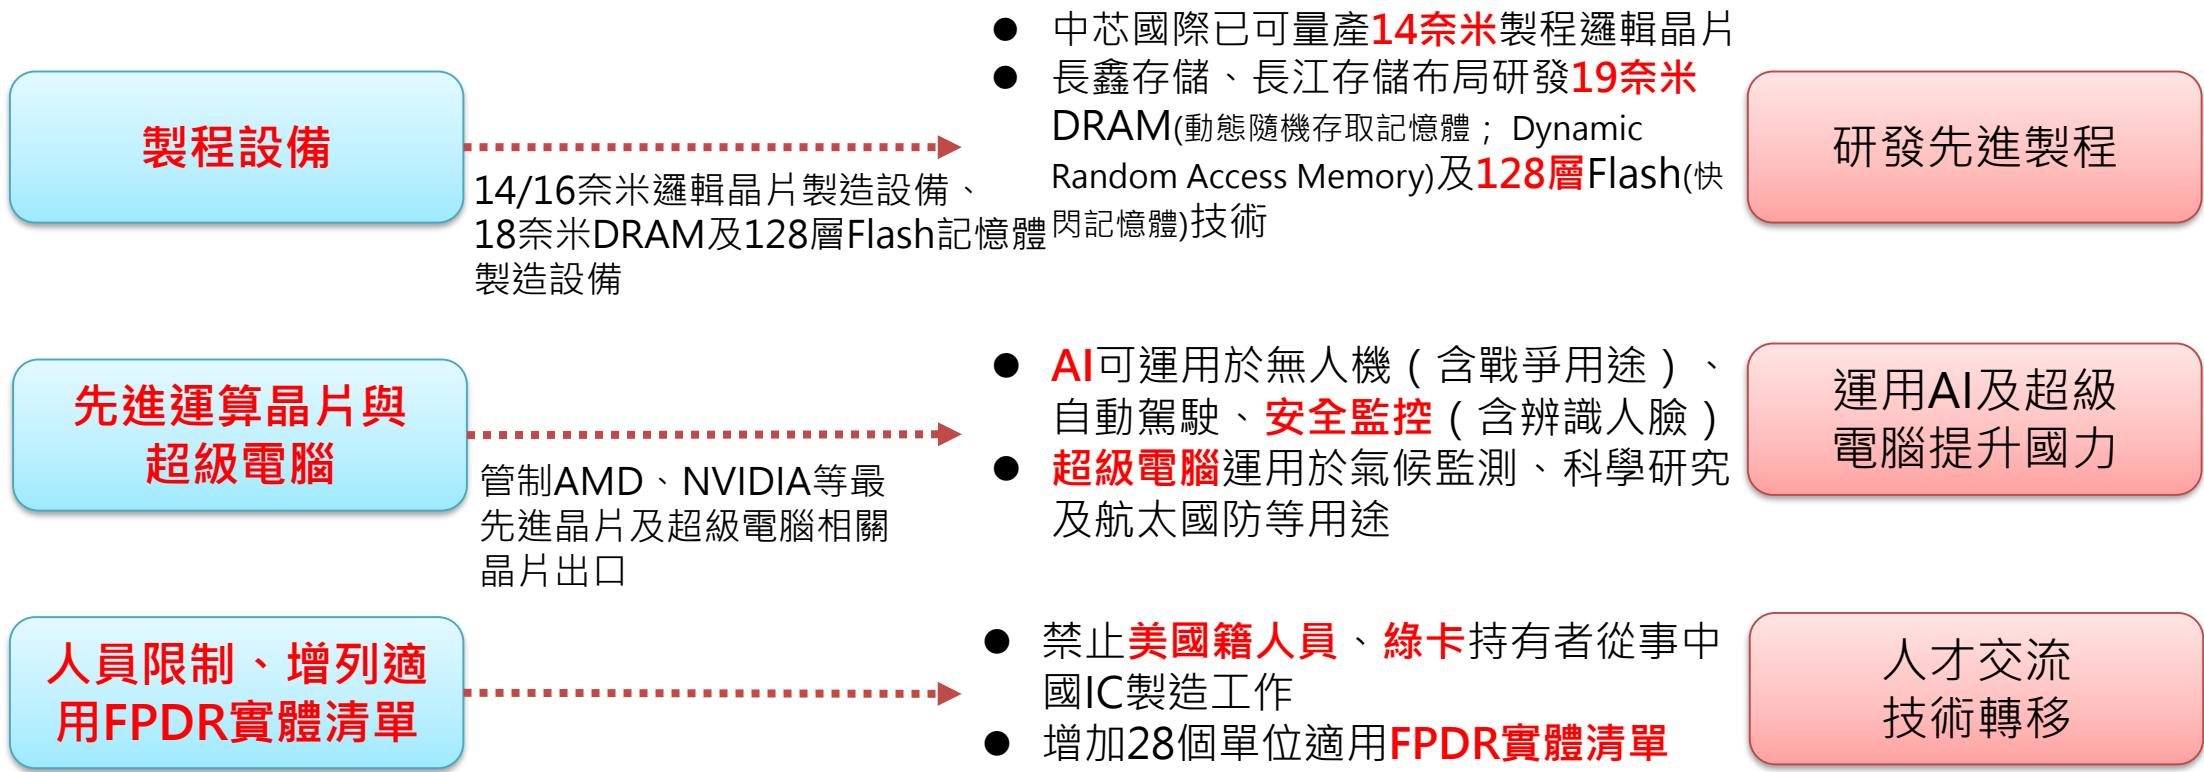 製程設備
14/16奈米邏輯晶片製造設備、
18奈米DRAM及128層Flash記憶體
製造設備
● 中芯國際已可量產14奈米製程邏輯晶片
● 長鑫存儲、長江存儲布局研發19奈米
DRAM(動態隨機存取記憶體；Dynamic
Random Access Memory)及128層Flash(快
閃記憶體)技術
研發先進製程
先進運算晶片與
超級電腦
管制AMD、NVIDIA等最
先進晶片及超級電腦相關
晶片出口
● AI可運用於無人機（含戰爭用途）、
自動駕駛、安全監控（含辨識人臉）
● 超級電腦運用於氣候監測、科學研究
及航太國防等用途
運用AI及超級
電腦提升國力
人員限制、增列適
用FPDR實體清單
● 禁止美國籍人員、綠卡持有者從事中
國IC製造工作
● 增加28個單位適用FPDR實體清單
人才交流
技術轉移